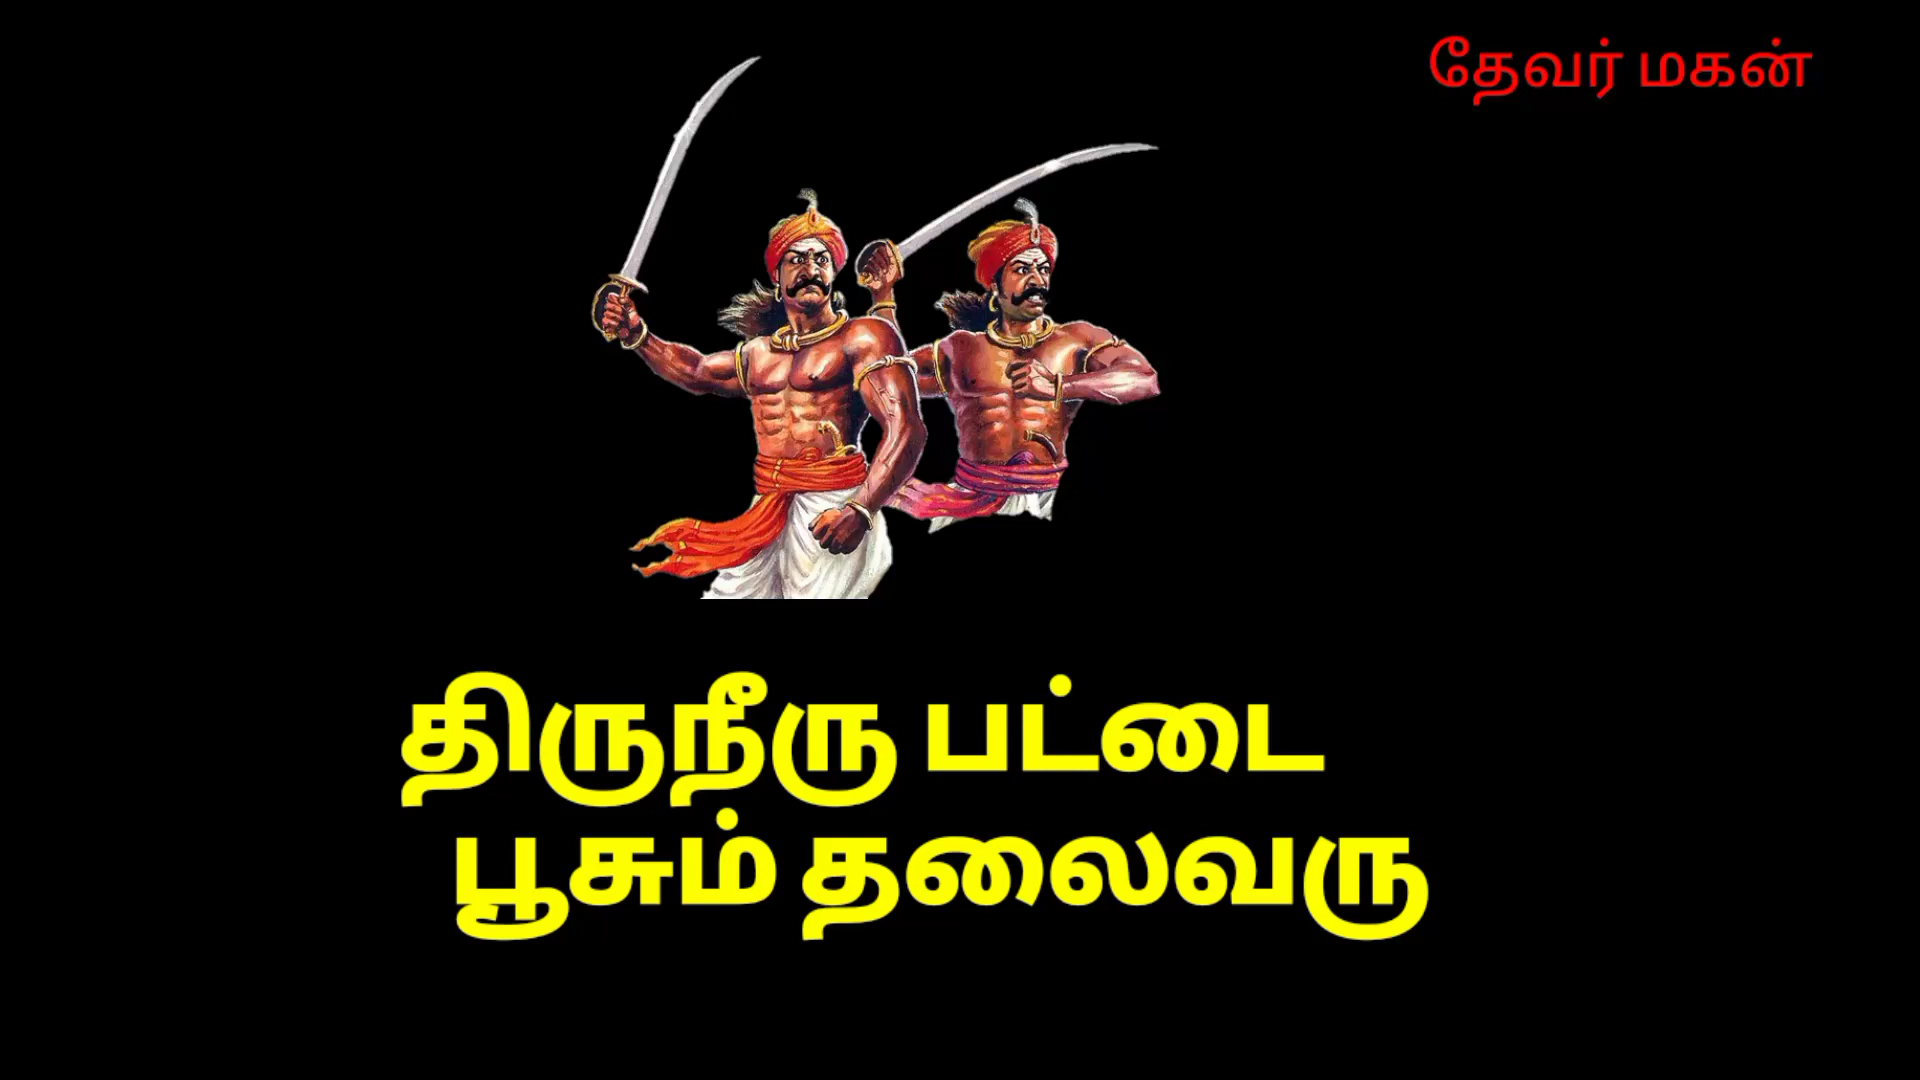 தேவர் மகன்
திருநீரு பட்டை
பூசும் தலைவரு